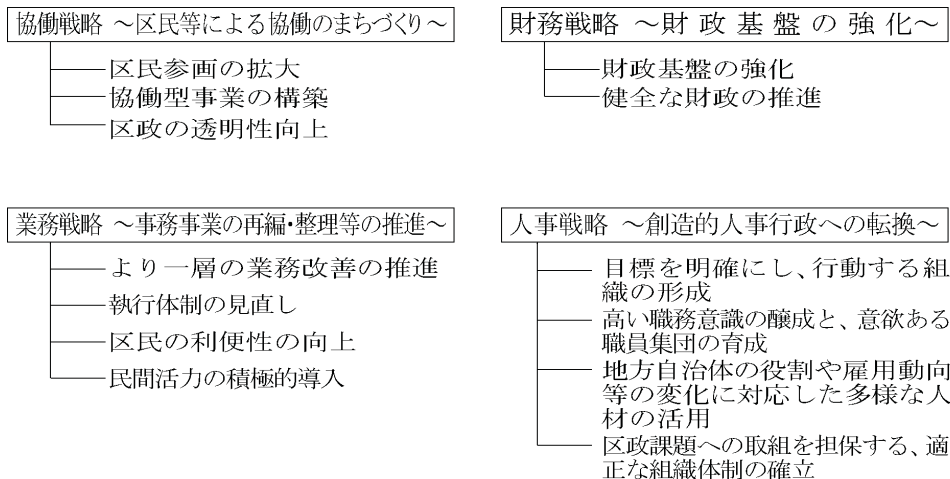 協働戦略 ～区民等による協働のまちづくり～
区民参画の拡大
協働型事業の構築
区政の透明性向上
財務戦略 ～財政基盤の強化～
財政基盤の強化
健全な財政の推進
業務戦略 ～事務事業の再編・整理等の推進～
より一層の業務改善の推進
執行体制の見直し
区民の利便性の向上
民間活力の積極的導入
人事戦略 ～創造的人事行政への転換～
目標を明確にし、行動する組
織の形成
高い職務意識の醸成と、意欲ある
職員集団の育成
地方自治体の役割や雇用動向
等の変化に対応した多様な人
材の活用
区政課題への取組を担保する、適
正な組織体制の確立